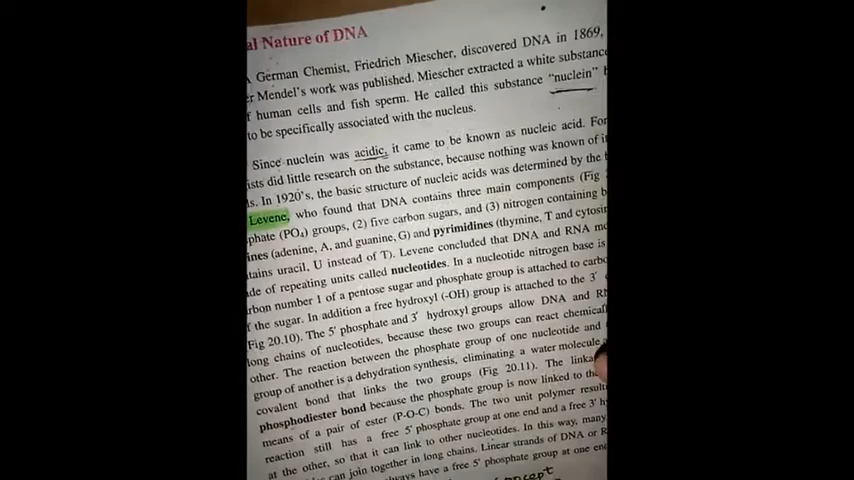 al Nature of DNA
A German Chemist, Friedrich Miescher, discovered DNA in 1869,
er Mendel's work was published. Miescher extracted a white substance
f human cells and fish sperm. He called this substance "nuclein"
to be specifically associated with the nucleus.
Since nuclein was acidic, it came to be known as nucleic acid. For
ists did little research on the substance, because nothing was known of i
ls. In 1920's, the basic structure of nucleic acids was determined by the
Levene, who found that DNA contains three main components (Fig
phate (PO₄) groups, (2) five carbon sugars, and (3) nitrogen containing b
ines (adenine, A, and guanine, G) and pyrimidines (thymine, T and cytosin
tains uracil, U instead of T). Levene concluded that DNA and RNA mo
de of repeating units called nucleotides. In a nucleotide nitrogen base is
rbon number 1 of a pentose sugar and phosphate group is attached to carbo
f the sugar. In addition a free hydroxyl (-OH) group is attached to the 3'
Fig 20.10). The 5' phosphate and 3' hydroxyl groups allow DNA and RN
long chains of nucleotides, because these two groups can react chemicall
other. The reaction between the phosphate group of one nucleotide and
group of another is a dehydration synthesis, eliminating a water molecule
covalent bond that links the two groups (Fig 20.11). The linka
phosphodiester bond because the phosphate group is now linked to the
means of a pair of ester (P-O-C) bonds. The two unit polymer result
reaction still has a free 5' phosphate group at one end and a free 3' h
at the other, so that it can link to other nucleotides. In this way, many
can join together in long chains. Linear strands of DNA or R
always have a free 5' phosphate group at one end
concept